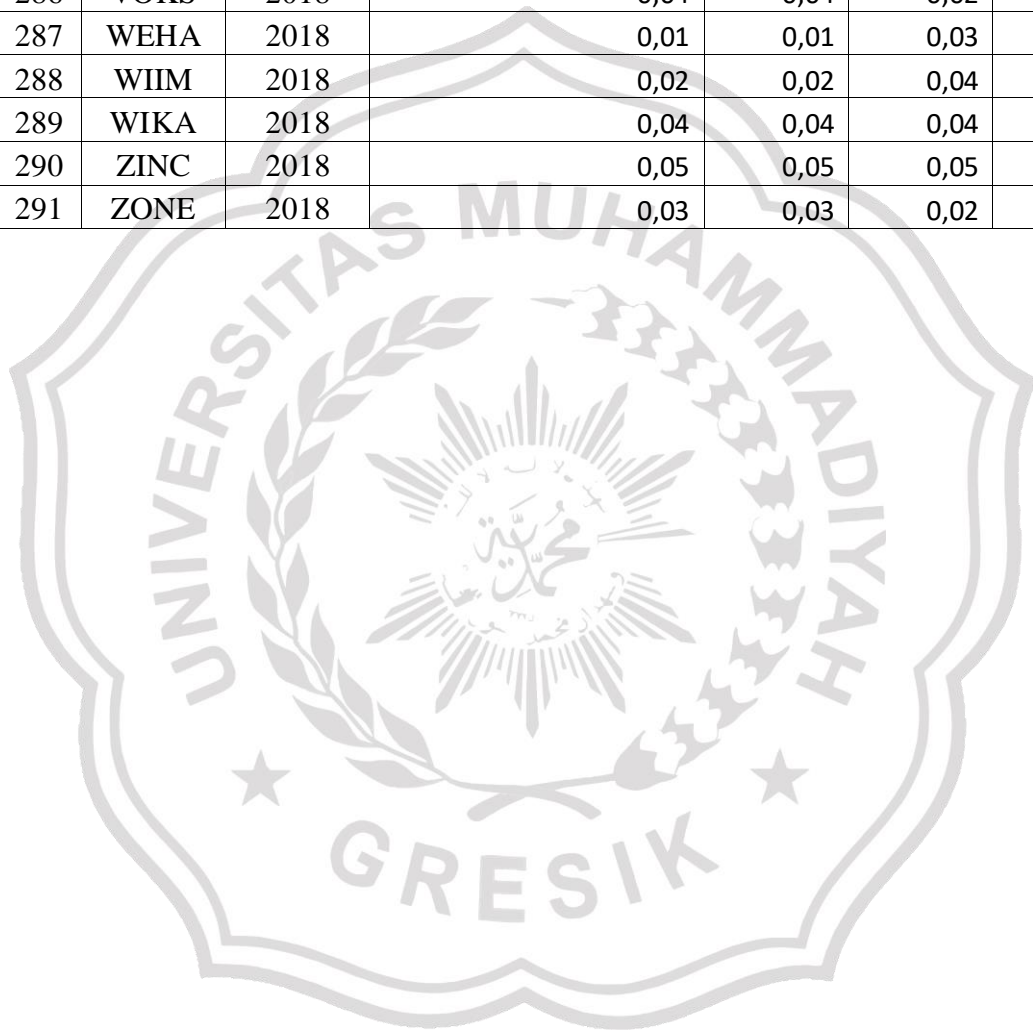 287 WEHA 2018 0,01 0,01 0,03
288 WIIM 2018 0,02 0,02 0,04
289 WIKA 2018 0,04 0,04 0,04
290 ZINC 2018 0,05 0,05 0,05
291 ZONE 2018 0,03 0,03 0,02
UNIVERSITAS MUHAMMADIYAH
GRESIK